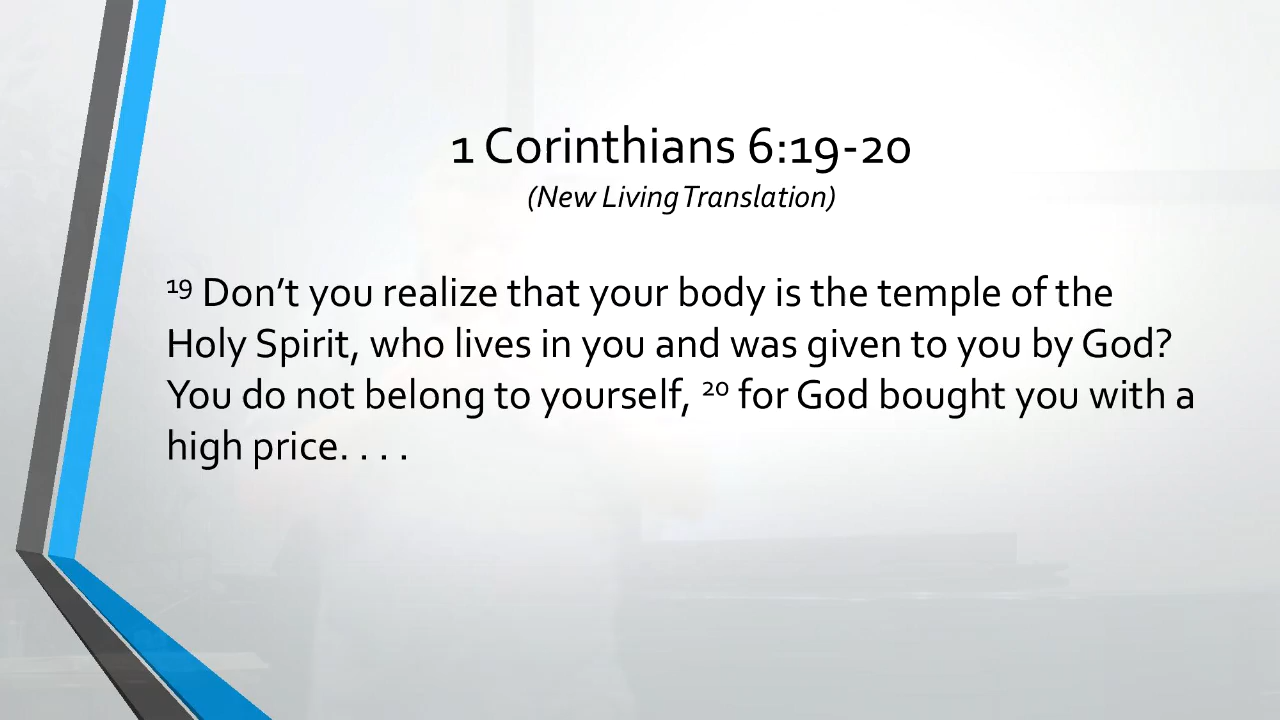 1 Corinthians 6:19-20
(New Living Translation)
19 Don’t you realize that your body is the temple of the
Holy Spirit, who lives in you and was given to you by God?
You do not belong to yourself, 20 for God bought you with a
high price. . . .